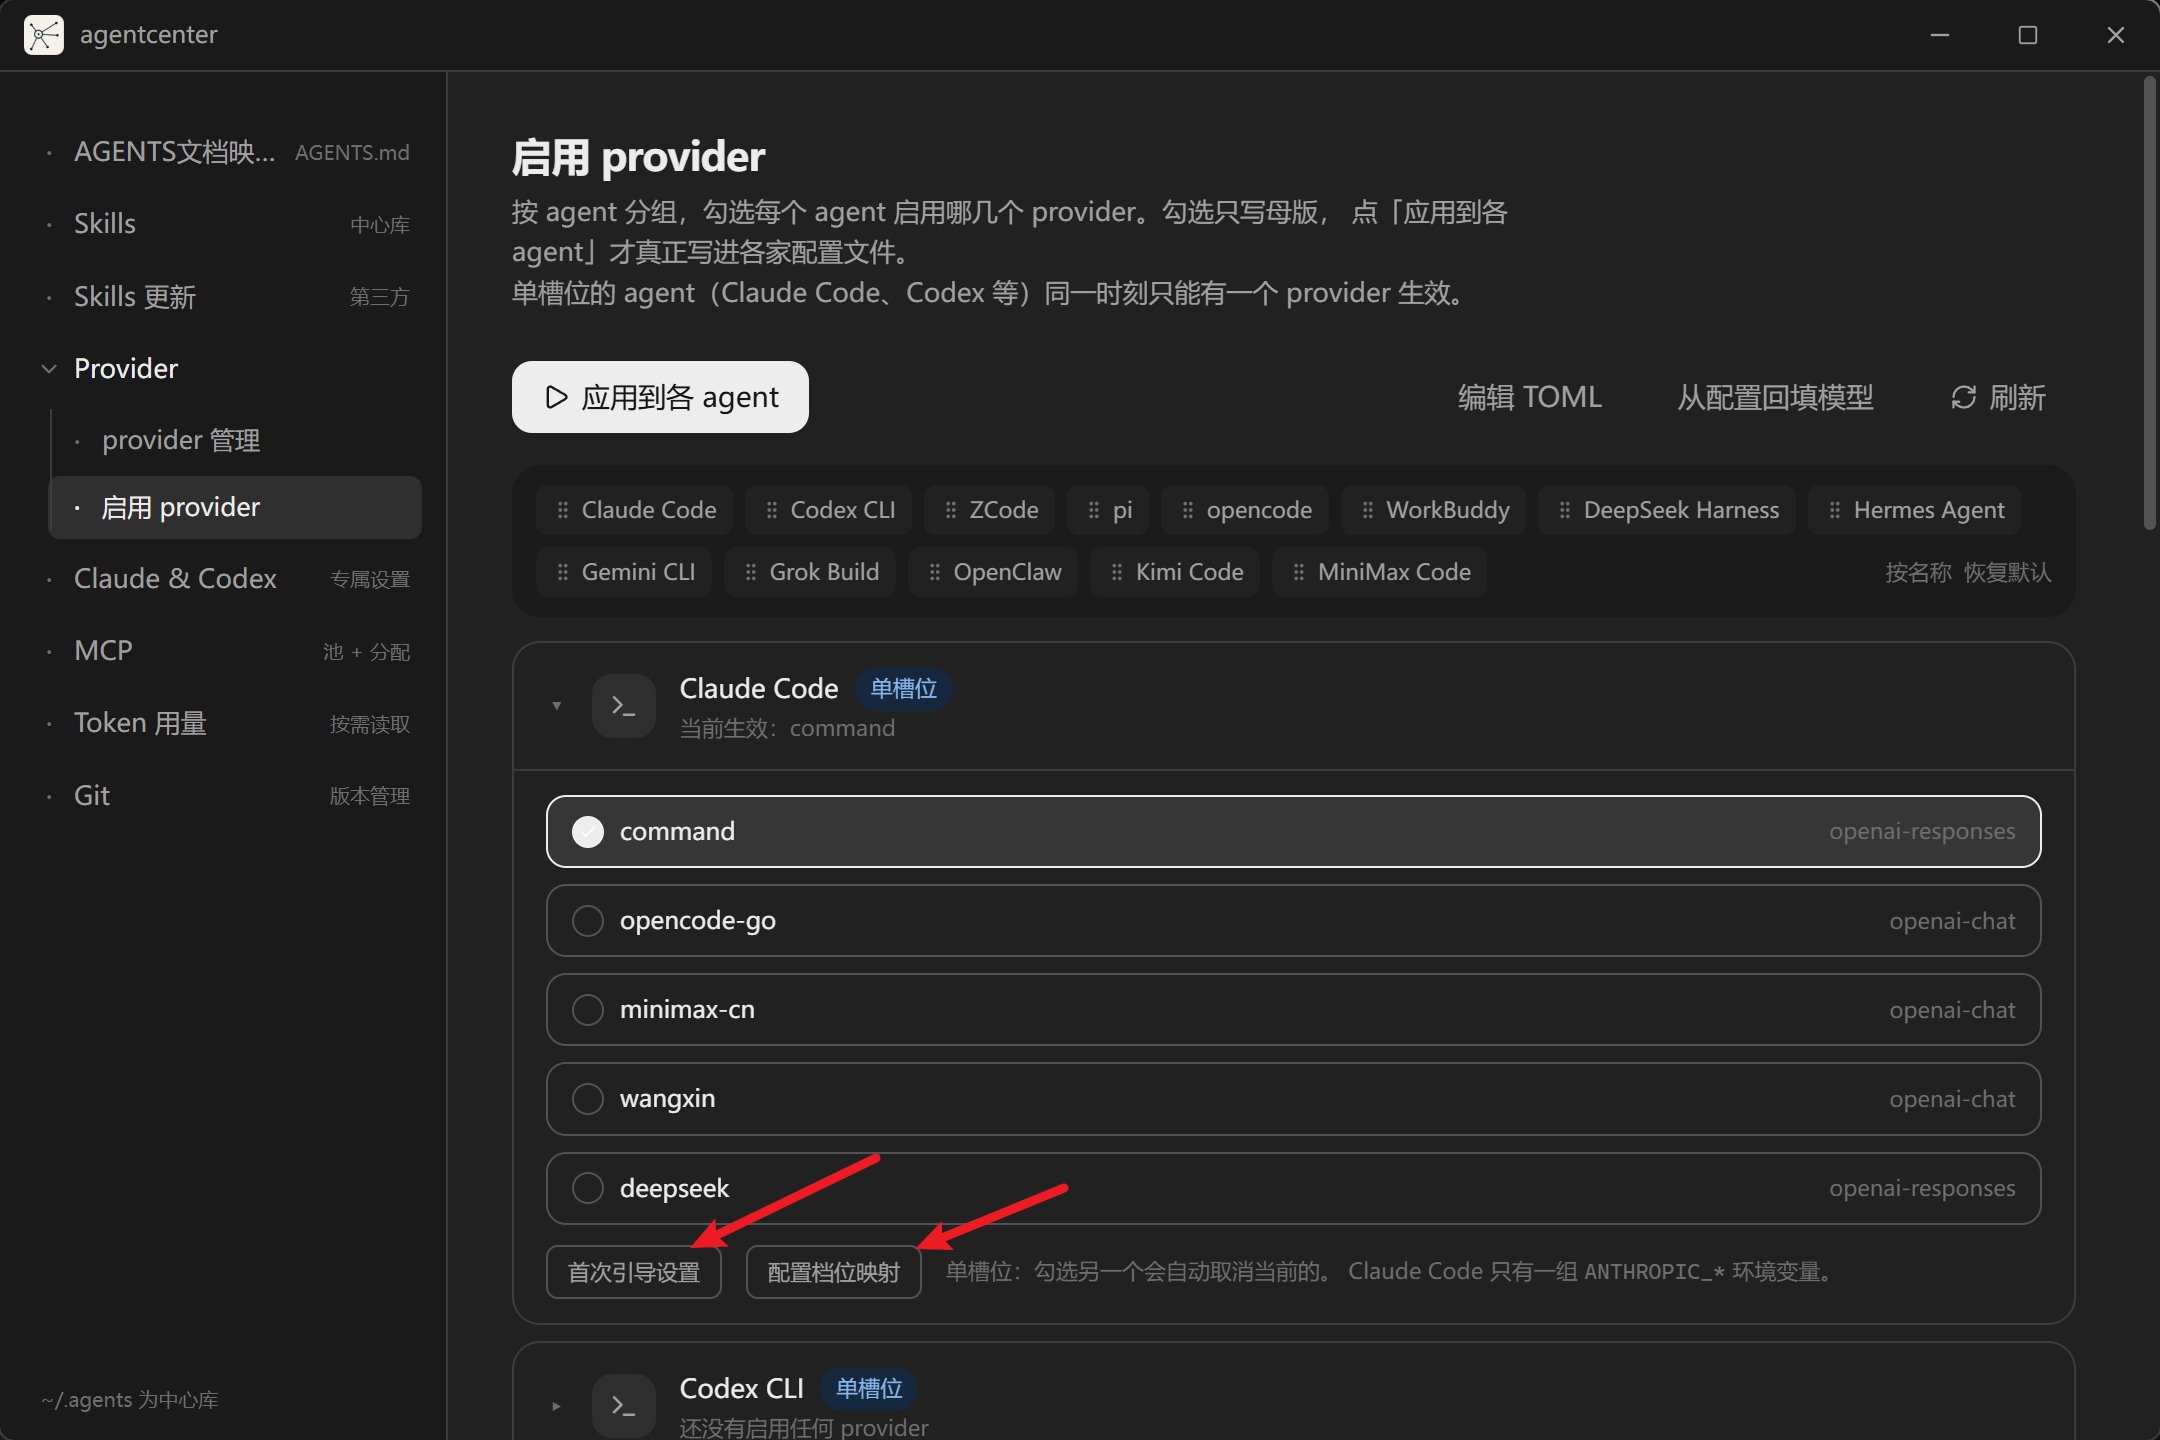 agentcenter
AGENTS文档映... AGENTS.md
Skills 中心库
Skills 更新 第三方
Provider
provider 管理
启用 provider
Claude & Codex 专属设置
MCP 池 + 分配
Token 用量 按需读取
Git 版本管理
~/.agents 为中心库
启用 provider
按 agent 分组，勾选每个 agent 启用哪几个 provider。勾选只写母版， 点「应用到各
agent」才真正写进各家配置文件。
单槽位的 agent（Claude Code、Codex 等）同一时刻只能有一个 provider 生效。
应用到各 agent 编辑 TOML 从配置回填模型 刷新
Claude Code Codex CLI ZCode pi opencode WorkBuddy DeepSeek Harness Hermes Agent
Gemini CLI Grok Build OpenClaw Kimi Code MiniMax Code 按名称 恢复默认
Claude Code 单槽位
当前生效：command
command openai-responses
opencode-go openai-chat
minimax-cn openai-chat
wangxin openai-chat
deepseek openai-responses
首次引导设置 配置档位映射 单槽位：勾选另一个会自动取消当前的。 Claude Code 只有一组 ANTHROPIC_* 环境变量。
Codex CLI 单槽位
还没有启用任何 provider